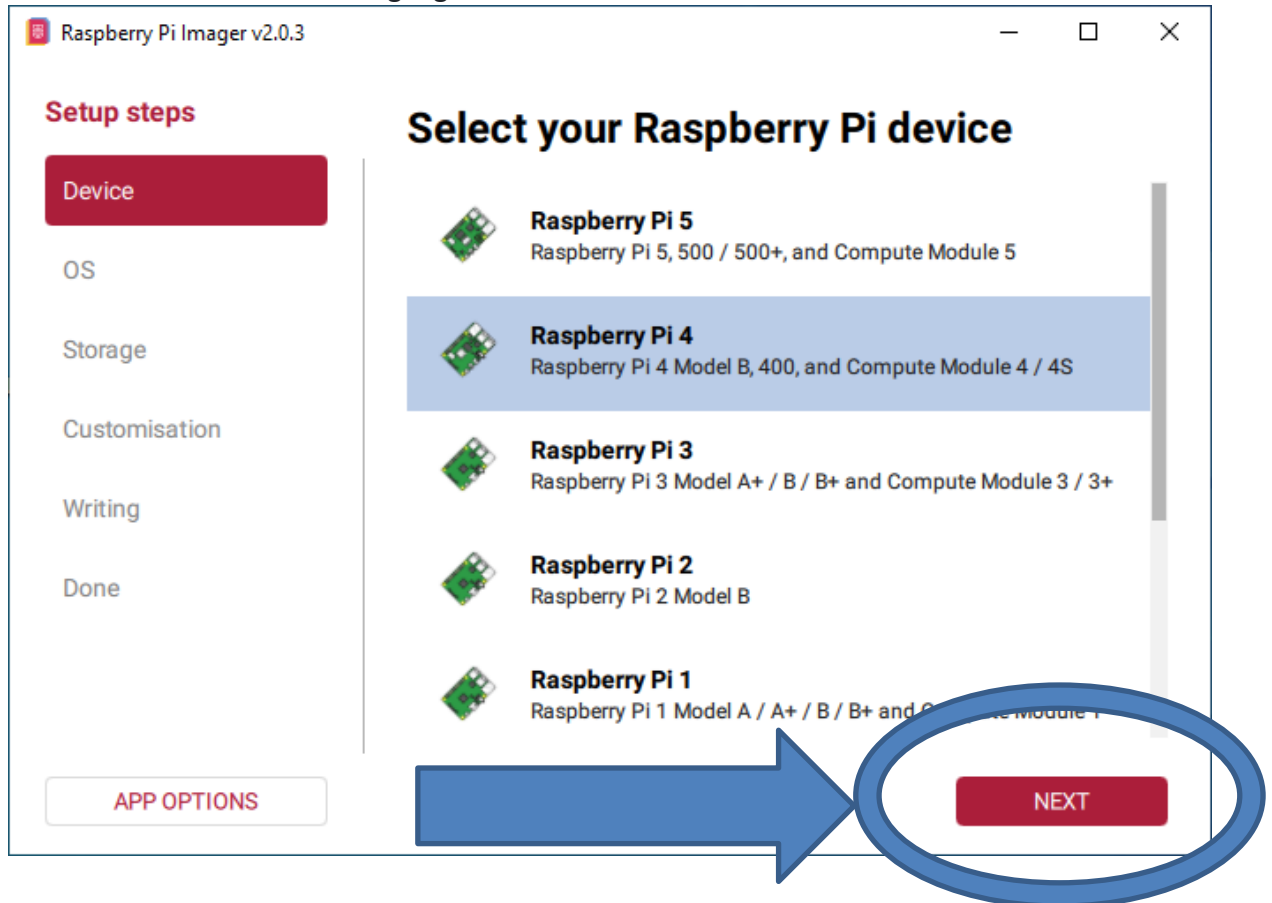 Raspberry Pi Imager v2.0.3
Setup steps
Device
OS
Storage
Customisation
Writing
Done
APP OPTIONS
Select your Raspberry Pi device
Raspberry Pi 5
Raspberry Pi 5, 500 / 500+, and Compute Module 5
Raspberry Pi 4
Raspberry Pi 4 Model B, 400, and Compute Module 4 / 4S
Raspberry Pi 3
Raspberry Pi 3 Model A+ / B / B+ and Compute Module 3 / 3+
Raspberry Pi 2
Raspberry Pi 2 Model B
Raspberry Pi 1
Raspberry Pi 1 Model A / A+ / B / B+ and Compute Module 1
NEXT